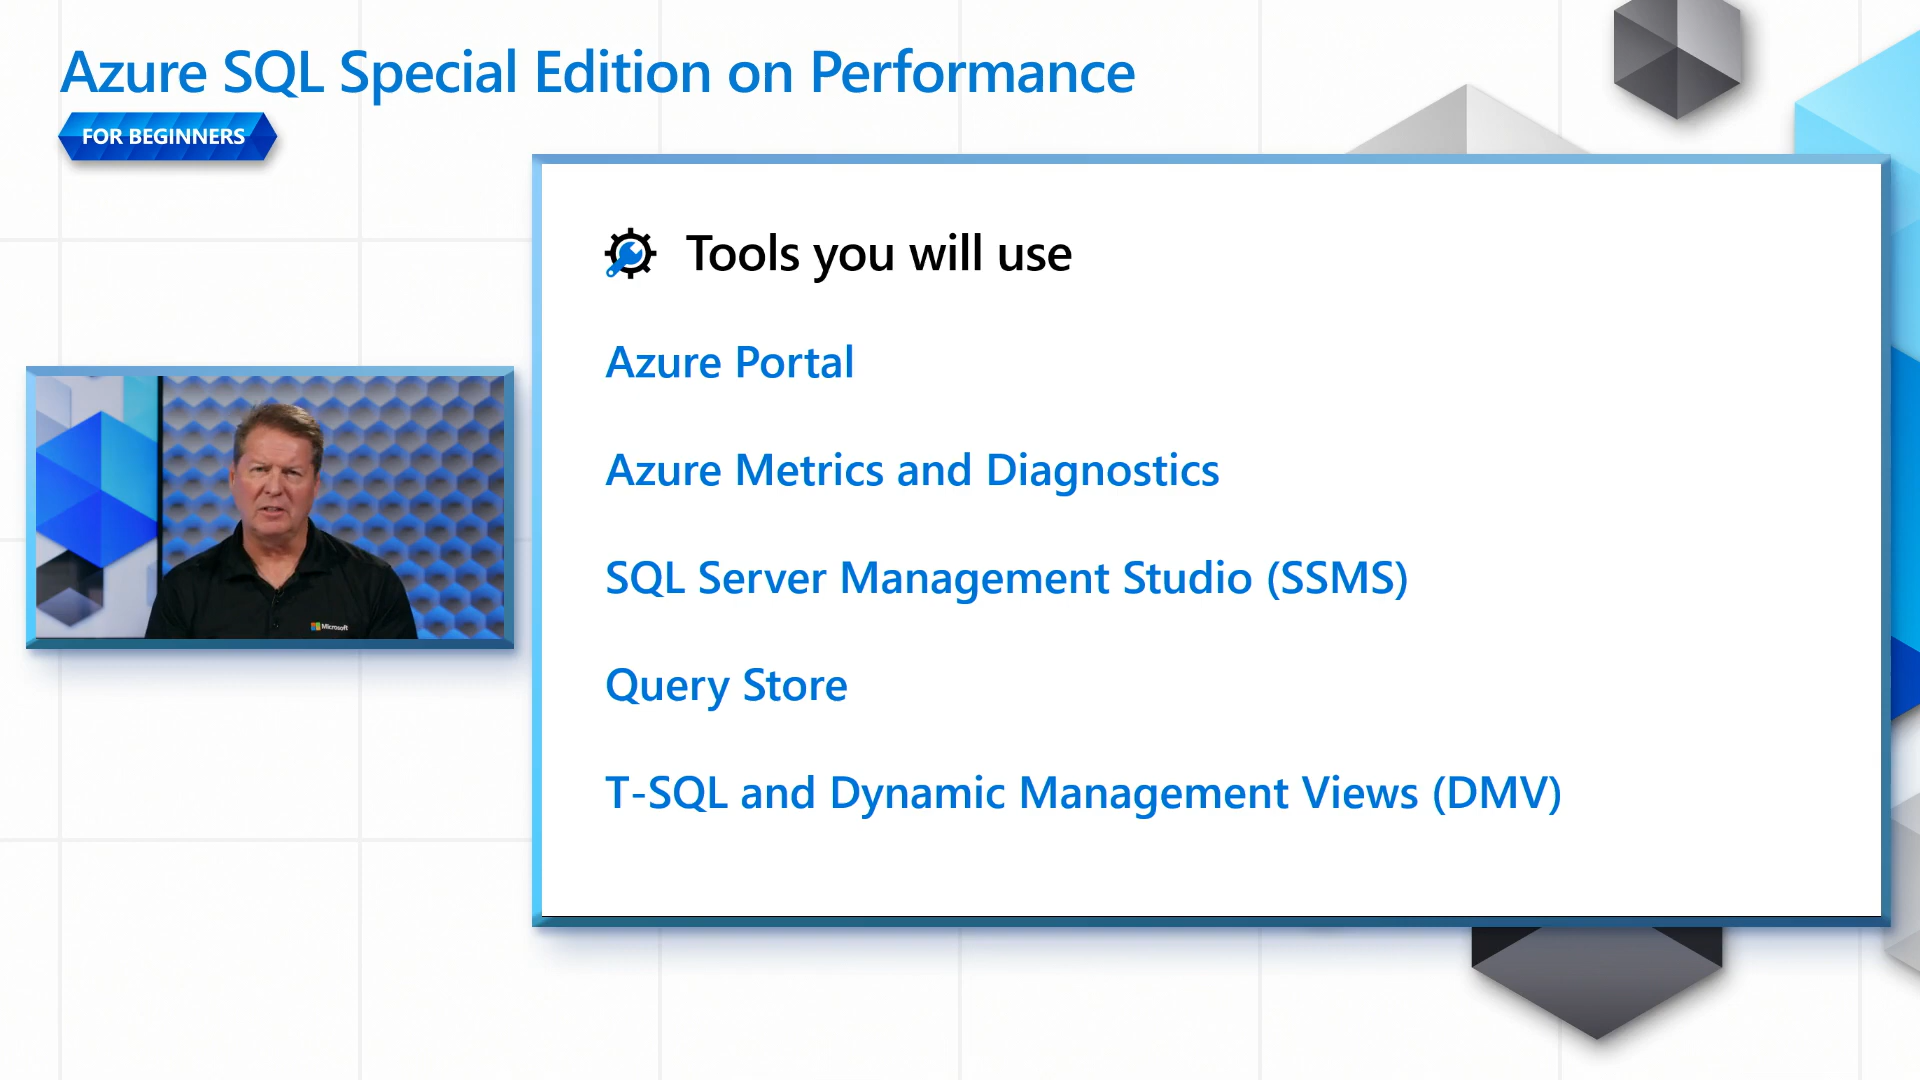 Azure SQL Special Edition on Performance
FOR BEGINNERS
Tools you will use
Azure Portal
Azure Metrics and Diagnostics
SQL Server Management Studio (SSMS)
Query Store
T-SQL and Dynamic Management Views (DMV)
Microsoft